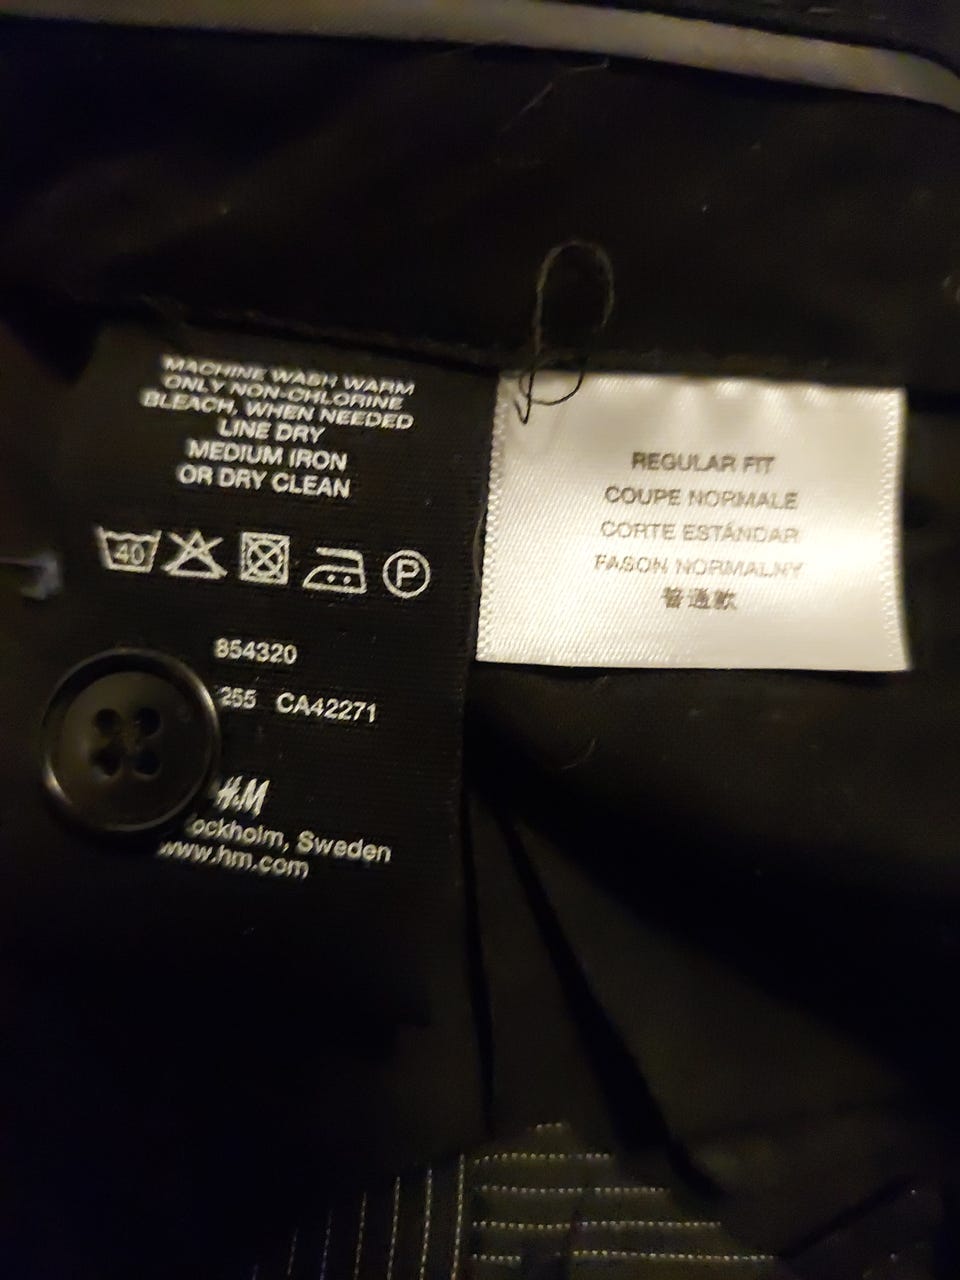 MACHINE WASH WARM
ONLY NON-CHLORINE
BLEACH, WHEN NEEDED
LINE DRY
MEDIUM IRON
OR DRY CLEAN
40
P
854320
255 CA42271
H&M
ockholm, Sweden
www.hm.com
REGULAR FIT
COUPE NORMALE
CORTE ESTÁNDAR
FASON NORMALNY
普通款